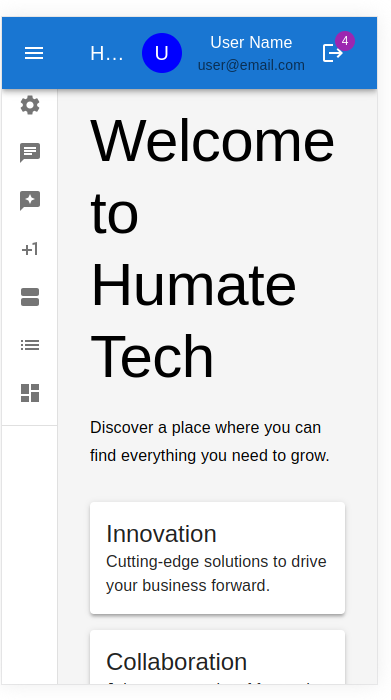 H...
U
User Name
user@email.com
4
+1
Welcome
to
Humate
Tech
Discover a place where you can
find everything you need to grow.
Innovation
Cutting-edge solutions to drive
your business forward.
Collaboration